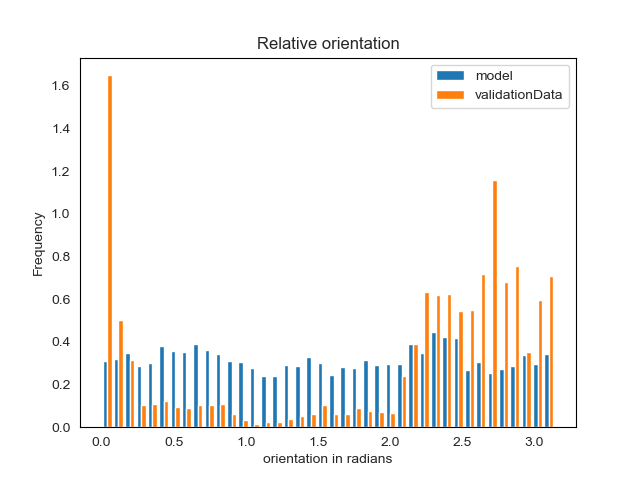 Relative orientation
model
validationData
Frequency
1.6
1.4
1.2
1.0
0.8
0.6
0.4
0.2
0.0
0.0 0.5 1.0 1.5 2.0 2.5 3.0
orientation in radians